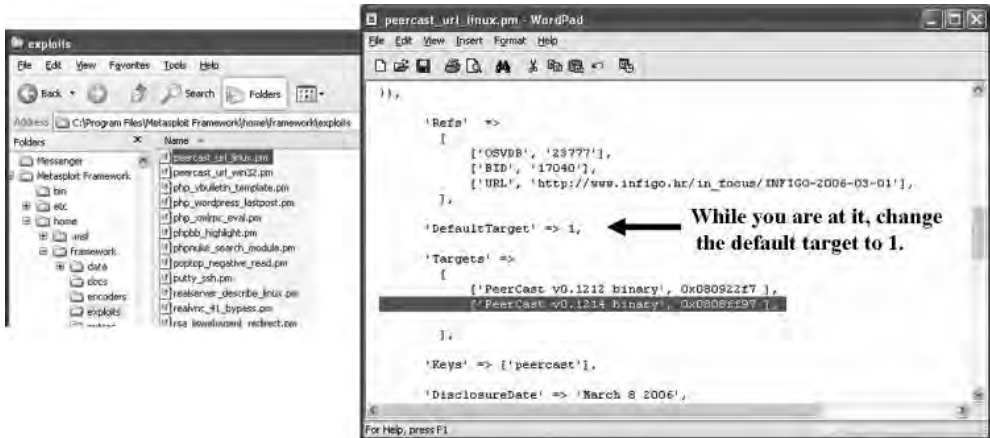 exploits
File Edit View Favorites Tools Help
Back Search Folders
Address C:\Program Files\Metasploit Framework\home\framework\exploits
Folders
Messenger
Metasploit Framework
bin
etc
home
.msf
framework
data
docs
encoders
exploits
Name
peercast_url_linux.pm
peercast_url_win32.pm
php_vbulletin_template.pm
php_wordpress_lastpost.pm
php_xmlrpc_eval.pm
phpbb_highlight.pm
phpnuke_search_module.pm
poptop_negative_read.pm
putty_ssh.pm
realserver_describe_linux.pm
realvnc_41_bypass.pm
peercast_url_linux.pm - WordPad
File Edit View Insert Format Help
}},
'Refs' =>
[
['OSVDB', '23777'],
['BID', '17040'],
['URL', 'http://www.infigo.hr/in_focus/INFIGO-2006-03-01'],
],
'DefaultTarget' => 1,
While you are at it, change
the default target to 1.
'Targets' =>
[
['PeerCast v0.1212 binary', 0x080922f7 ],
['PeerCast v0.1214 binary', 0x0808ff97 ],
],
'Keys' => ['peercast'],
'DisclosureDate' => 'March 8 2006',
For Help, press F1